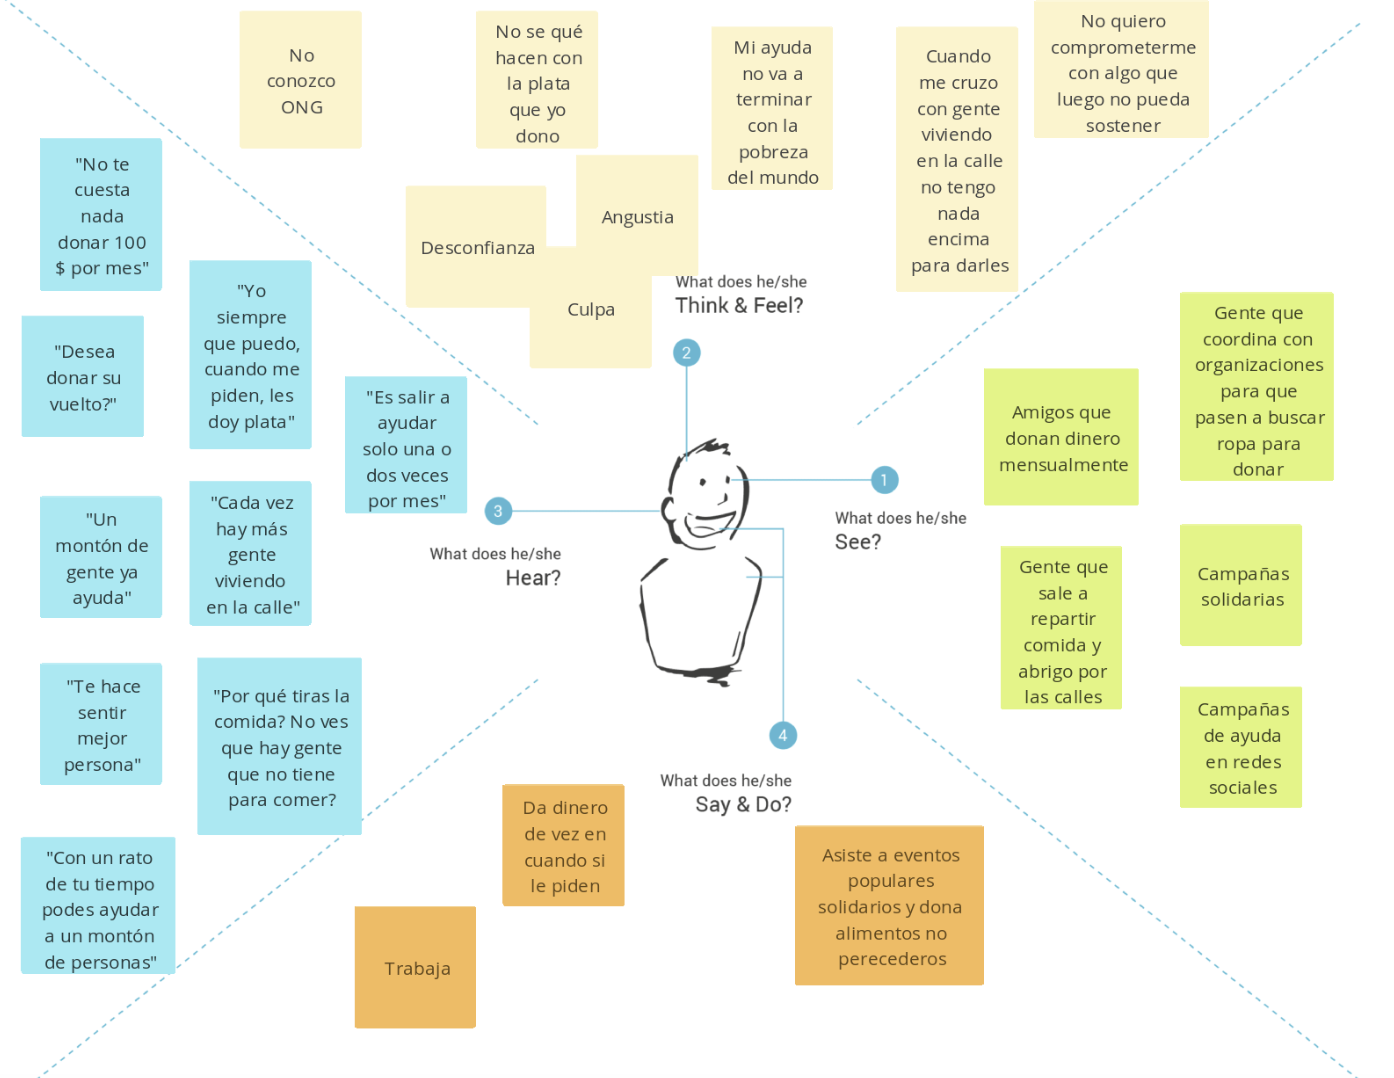 No
conozco
ONG
No se qué
hacen con
la plata
que yo
dono
Mi ayuda
no va a
terminar
con la
pobreza
del mundo
Cuando
me cruzo
con gente
viviendo
en la calle
no tengo
nada
encima
para darles
No quiero
comprometerme
con algo que
luego no pueda
sostener
Desconfianza
Angustia
Culpa
What does he/she
Think & Feel?
2
"No te
cuesta
nada
donar 100
$ por mes"
"Yo
siempre
que puedo,
cuando me
piden, les
doy plata"
"Desea
donar su
vuelto?"
"Es salir a
ayudar
solo una o
dos veces
por mes"
"Un
montón de
gente ya
ayuda"
"Cada vez
hay más
gente
viviendo
en la calle"
"Te hace
sentir
mejor
persona"
"Por qué tiras la
comida? No ves
que hay gente
que no tiene
para comer?
"Con un rato
de tu tiempo
podes ayudar
a un montón
de personas"
3
What does he/she
Hear?
1
What does he/she
See?
Amigos que
donan dinero
mensualmente
Gente que
coordina con
organizaciones
para que
pasen a buscar
ropa para
donar
Gente que
sale a
repartir
comida y
abrigo por
las calles
Campañas
solidarias
Campañas
de ayuda
en redes
sociales
4
What does he/she
Say & Do?
Da dinero
de vez en
cuando si
le piden
Trabaja
Asiste a eventos
populares
solidarios y dona
alimentos no
perecederos